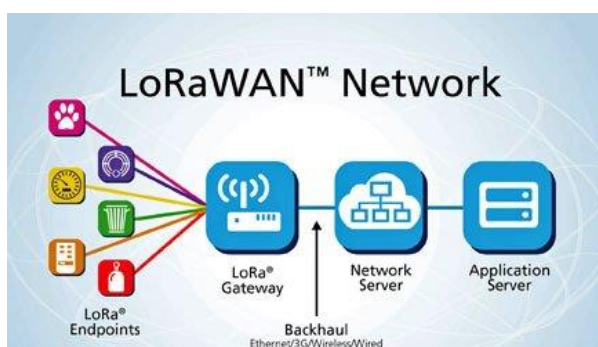 LoRaWAN™ Network
LoRa®
Gateway
Network
Server
Application
Server
LoRa®
Endpoints
Backhaul
Ethernet/3G/Wireless/Wired